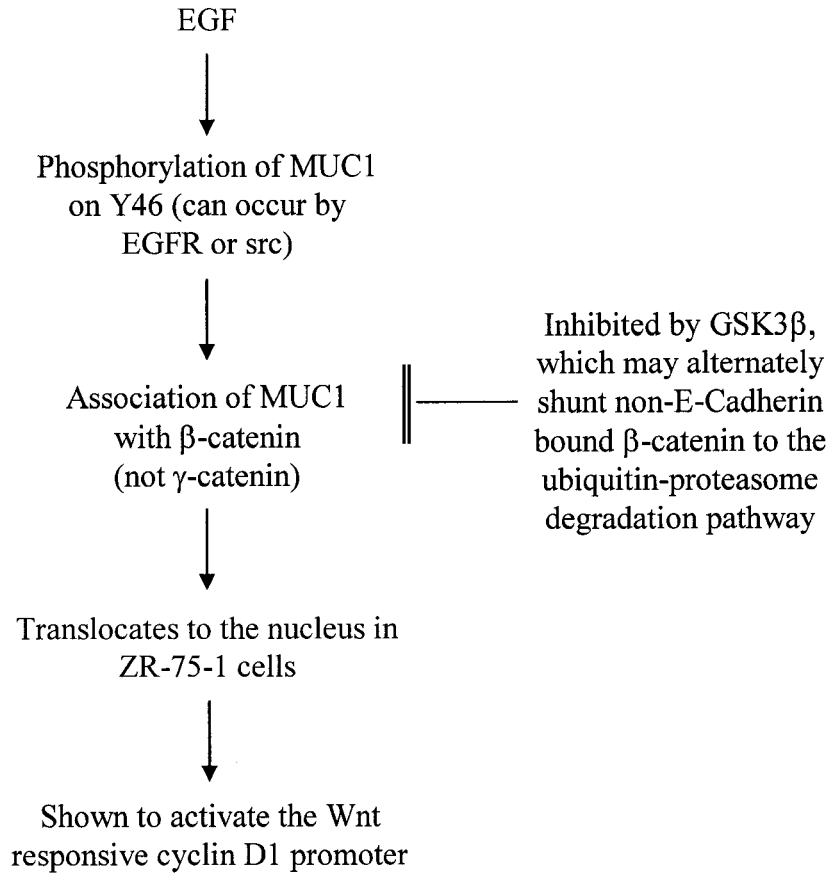 EGF
Phosphorylation of MUC1
on Y46 (can occur by
EGFR or src)
Association of MUC1
with β-catenin
(not γ-catenin)
Inhibited by GSK3β,
which may alternately
shunt non-E-Cadherin
bound β-catenin to the
ubiquitin-proteasome
degradation pathway
Translocates to the nucleus in
ZR-75-1 cells
Shown to activate the Wnt
responsive cyclin D1 promoter